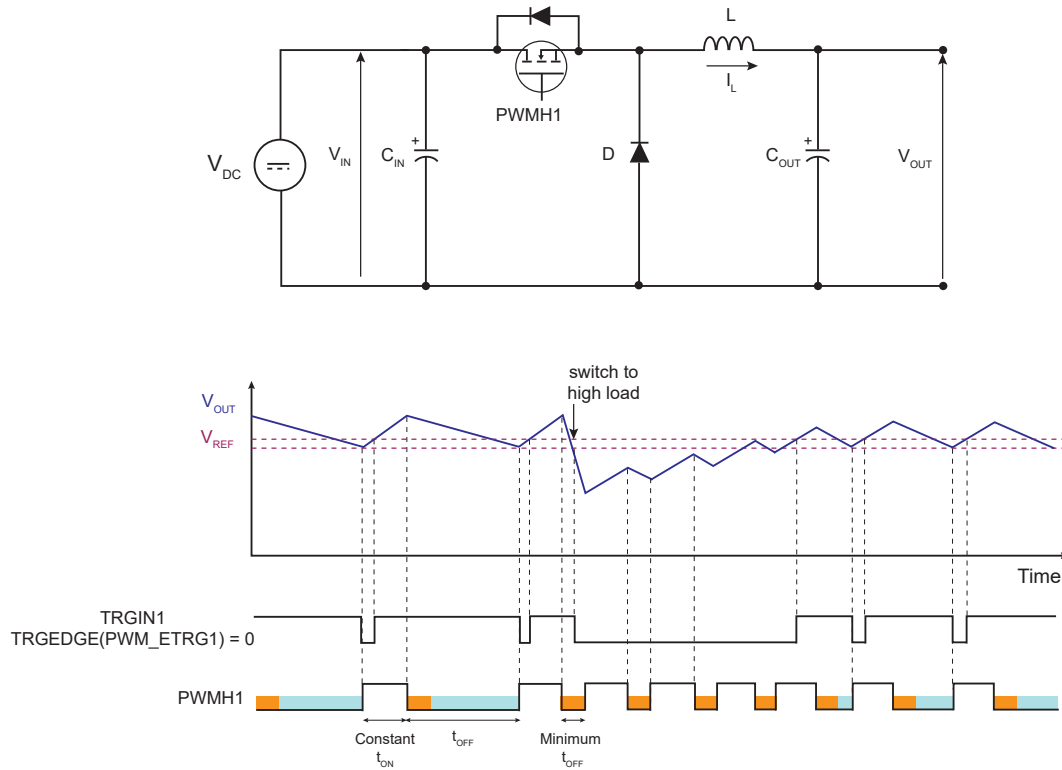 L
I_L
PWMH1
V_DC
V_IN
C_IN
+
D
C_OUT
+
V_OUT
switch to
high load
V_OUT
V_REF
Time
TRGIN1
TRGEDGE(PWM_ETRG1) = 0
PWMH1
Constant
t_ON
t_OFF
Minimum
t_OFF